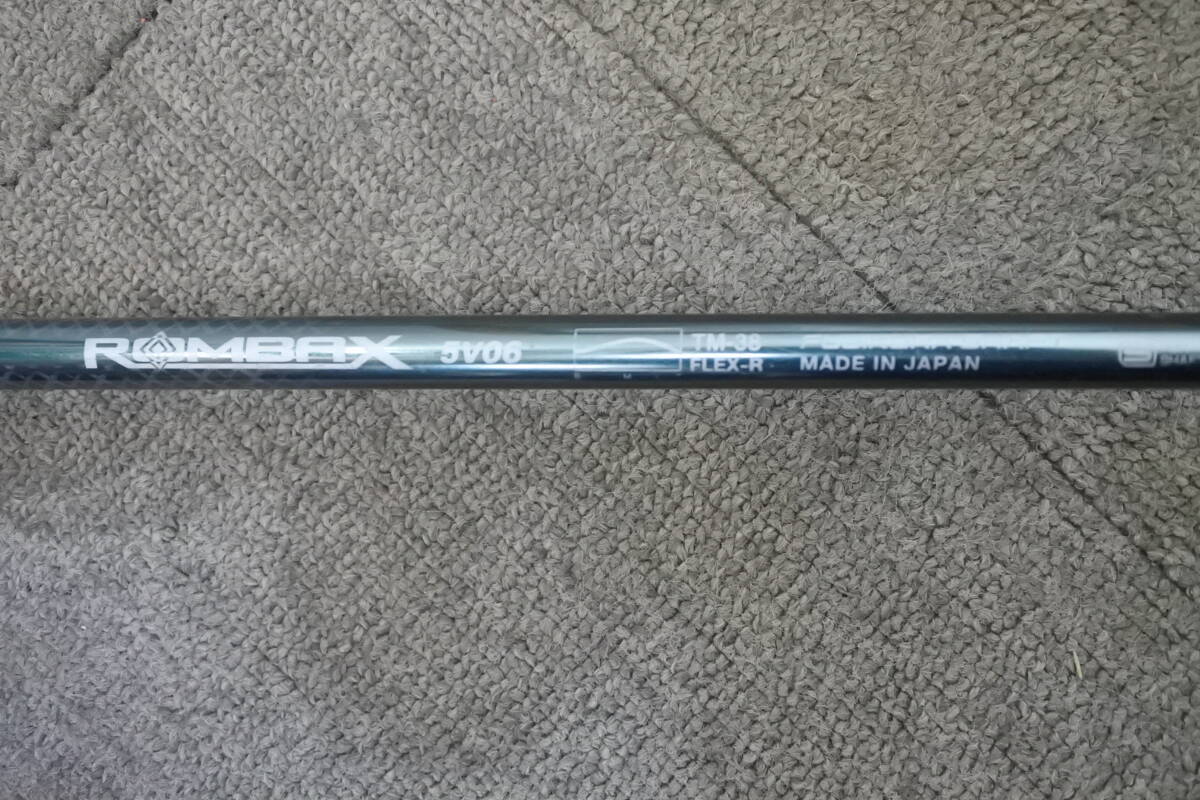 ROMBAX 5V06 TM-38
FLEX-R MADE IN JAPAN